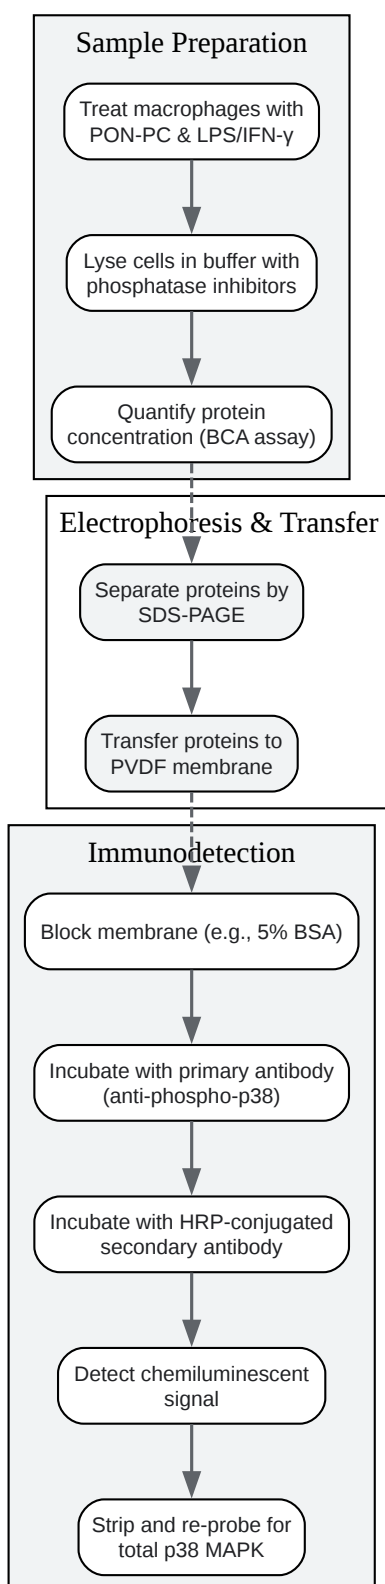 Sample Preparation
Treat macrophages with
PON-PC & LPS/IFN-γ
Lyse cells in buffer with
phosphatase inhibitors
Quantify protein
concentration (BCA assay)
Electrophoresis & Transfer
Separate proteins by
SDS-PAGE
Transfer proteins to
PVDF membrane
Immunodetection
Block membrane (e.g., 5% BSA)
Incubate with primary antibody
(anti-phospho-p38)
Incubate with HRP-conjugated
secondary antibody
Detect chemiluminescent
signal
Strip and re-probe for
total p38 MAPK